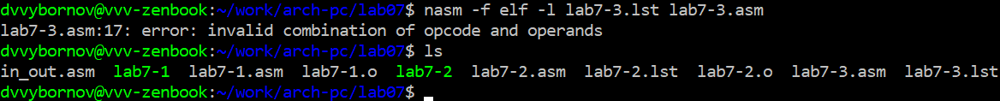 dvvybornov@vvv-zenbook:~/work/arch-pc/lab07$ nasm -f elf -l lab7-3.lst lab7-3.asm
lab7-3.asm:17: error: invalid combination of opcode and operands
dvvybornov@vvv-zenbook:~/work/arch-pc/lab07$ ls
in_out.asm lab7-1 lab7-1.asm lab7-1.o lab7-2 lab7-2.asm lab7-2.lst lab7-2.o lab7-3.asm lab7-3.lst
dvvybornov@vvv-zenbook:~/work/arch-pc/lab07$